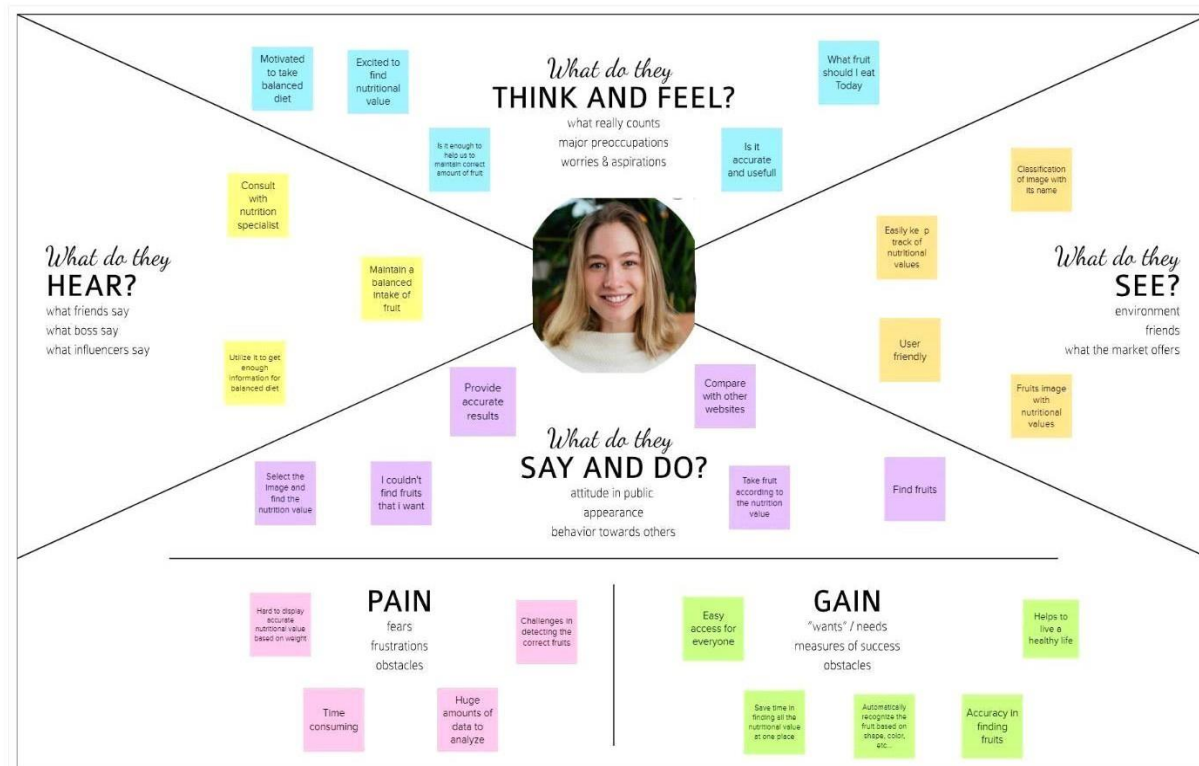 What do they
THINK AND FEEL?
what really counts
major preoccupations
worries & aspirations
Motivated
to take
balanced
diet
Excited to
find
nutritional
value
Is it enough to
help us to
maintain correct
amount of fruit
Is it
accurate
and usefull
What fruit
should I eat
Today
What do they
HEAR?
what friends say
what boss say
what influencers say
Consult
with
nutrition
specialist
Maintain a
balanced
intake of
fruit
Utilize it to get
enough
information for
balanced diet
What do they
SEE?
environment
friends
what the market offers
Classification
of image with
its name
Easily ke p
track of
nutritional
values
User
friendly
Fruits image
with
nutritional
values
What do they
SAY AND DO?
attitude in public
appearance
behavior towards others
Provide
accurate
results
Compare
with other
websites
Select the
image and
find the
nutrition value
I couldn't
find fruits
that i want
Take fruit
according to
the nutrition
value
Find fruits
PAIN
fears
frustrations
obstacles
Hard to display
accurate
nutritional value
based on weight
Challenges in
detecting the
correct fruits
Time
consuming
Huge
amounts of
data to
analyze
GAIN
"wants" / needs
measures of success
obstacles
Easy
access for
everyone
Helps to
live a
healthy life
Save time in
finding all the
nutritional value
at one place
Automatically
recognize the
fruit based on
shape, color,
etc...
Accuracy in
finding
fruits